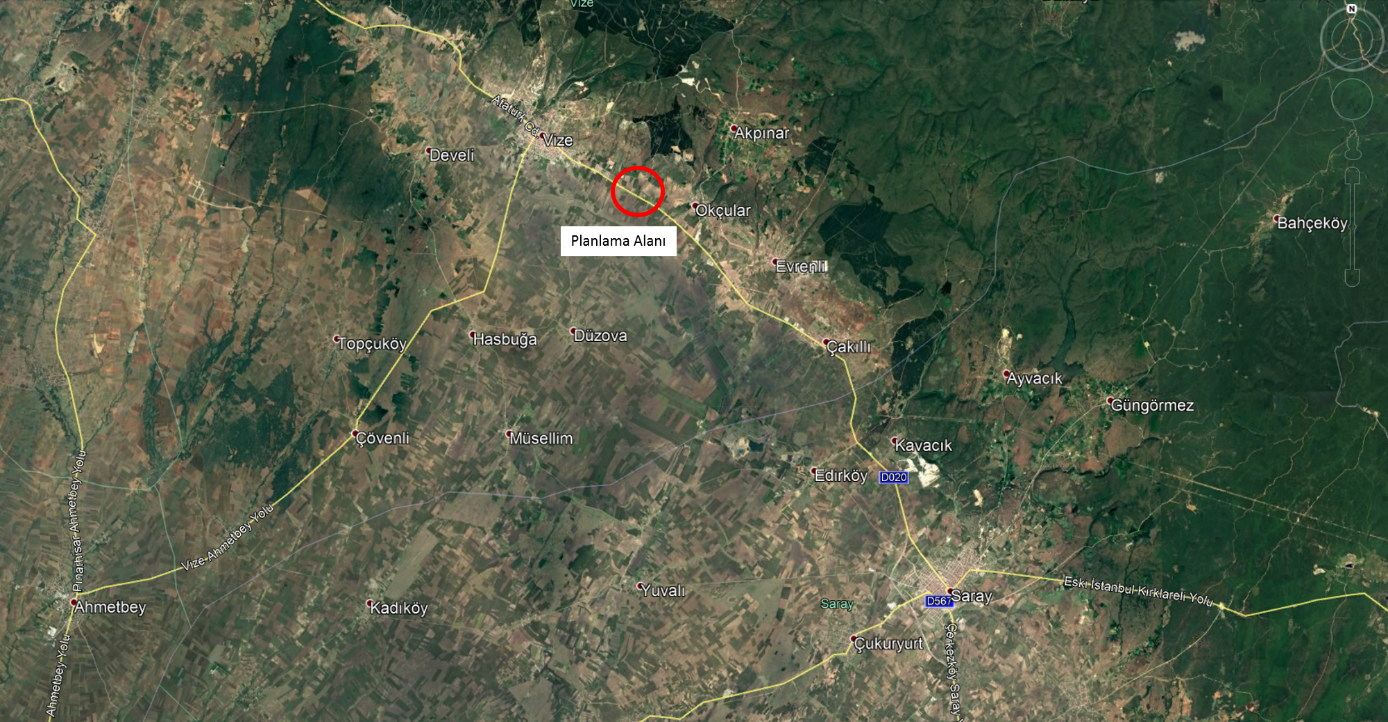 Vize
N
Atatürk Cd
Vize
Akpınar
Develi
Okçular
Bahçeköy
Planlama Alanı
Evrenli
Topçuköy
Hasbuğa
Düzova
Çakıllı
Ayvacık
Güngörmez
Çövenli
Müsellim
Kavacık
Edirköy
D020
Pınarhisar Ahmetbey Yolu
Vize Ahmetbey Yolu
Ahmetbey
Kadıköy
Yuvalı
Saray
D567
Saray
Eski İstanbul Kırklareli Yolu
Çukuryurt
Ahmetbey Yolu
Çerkezköy Saray